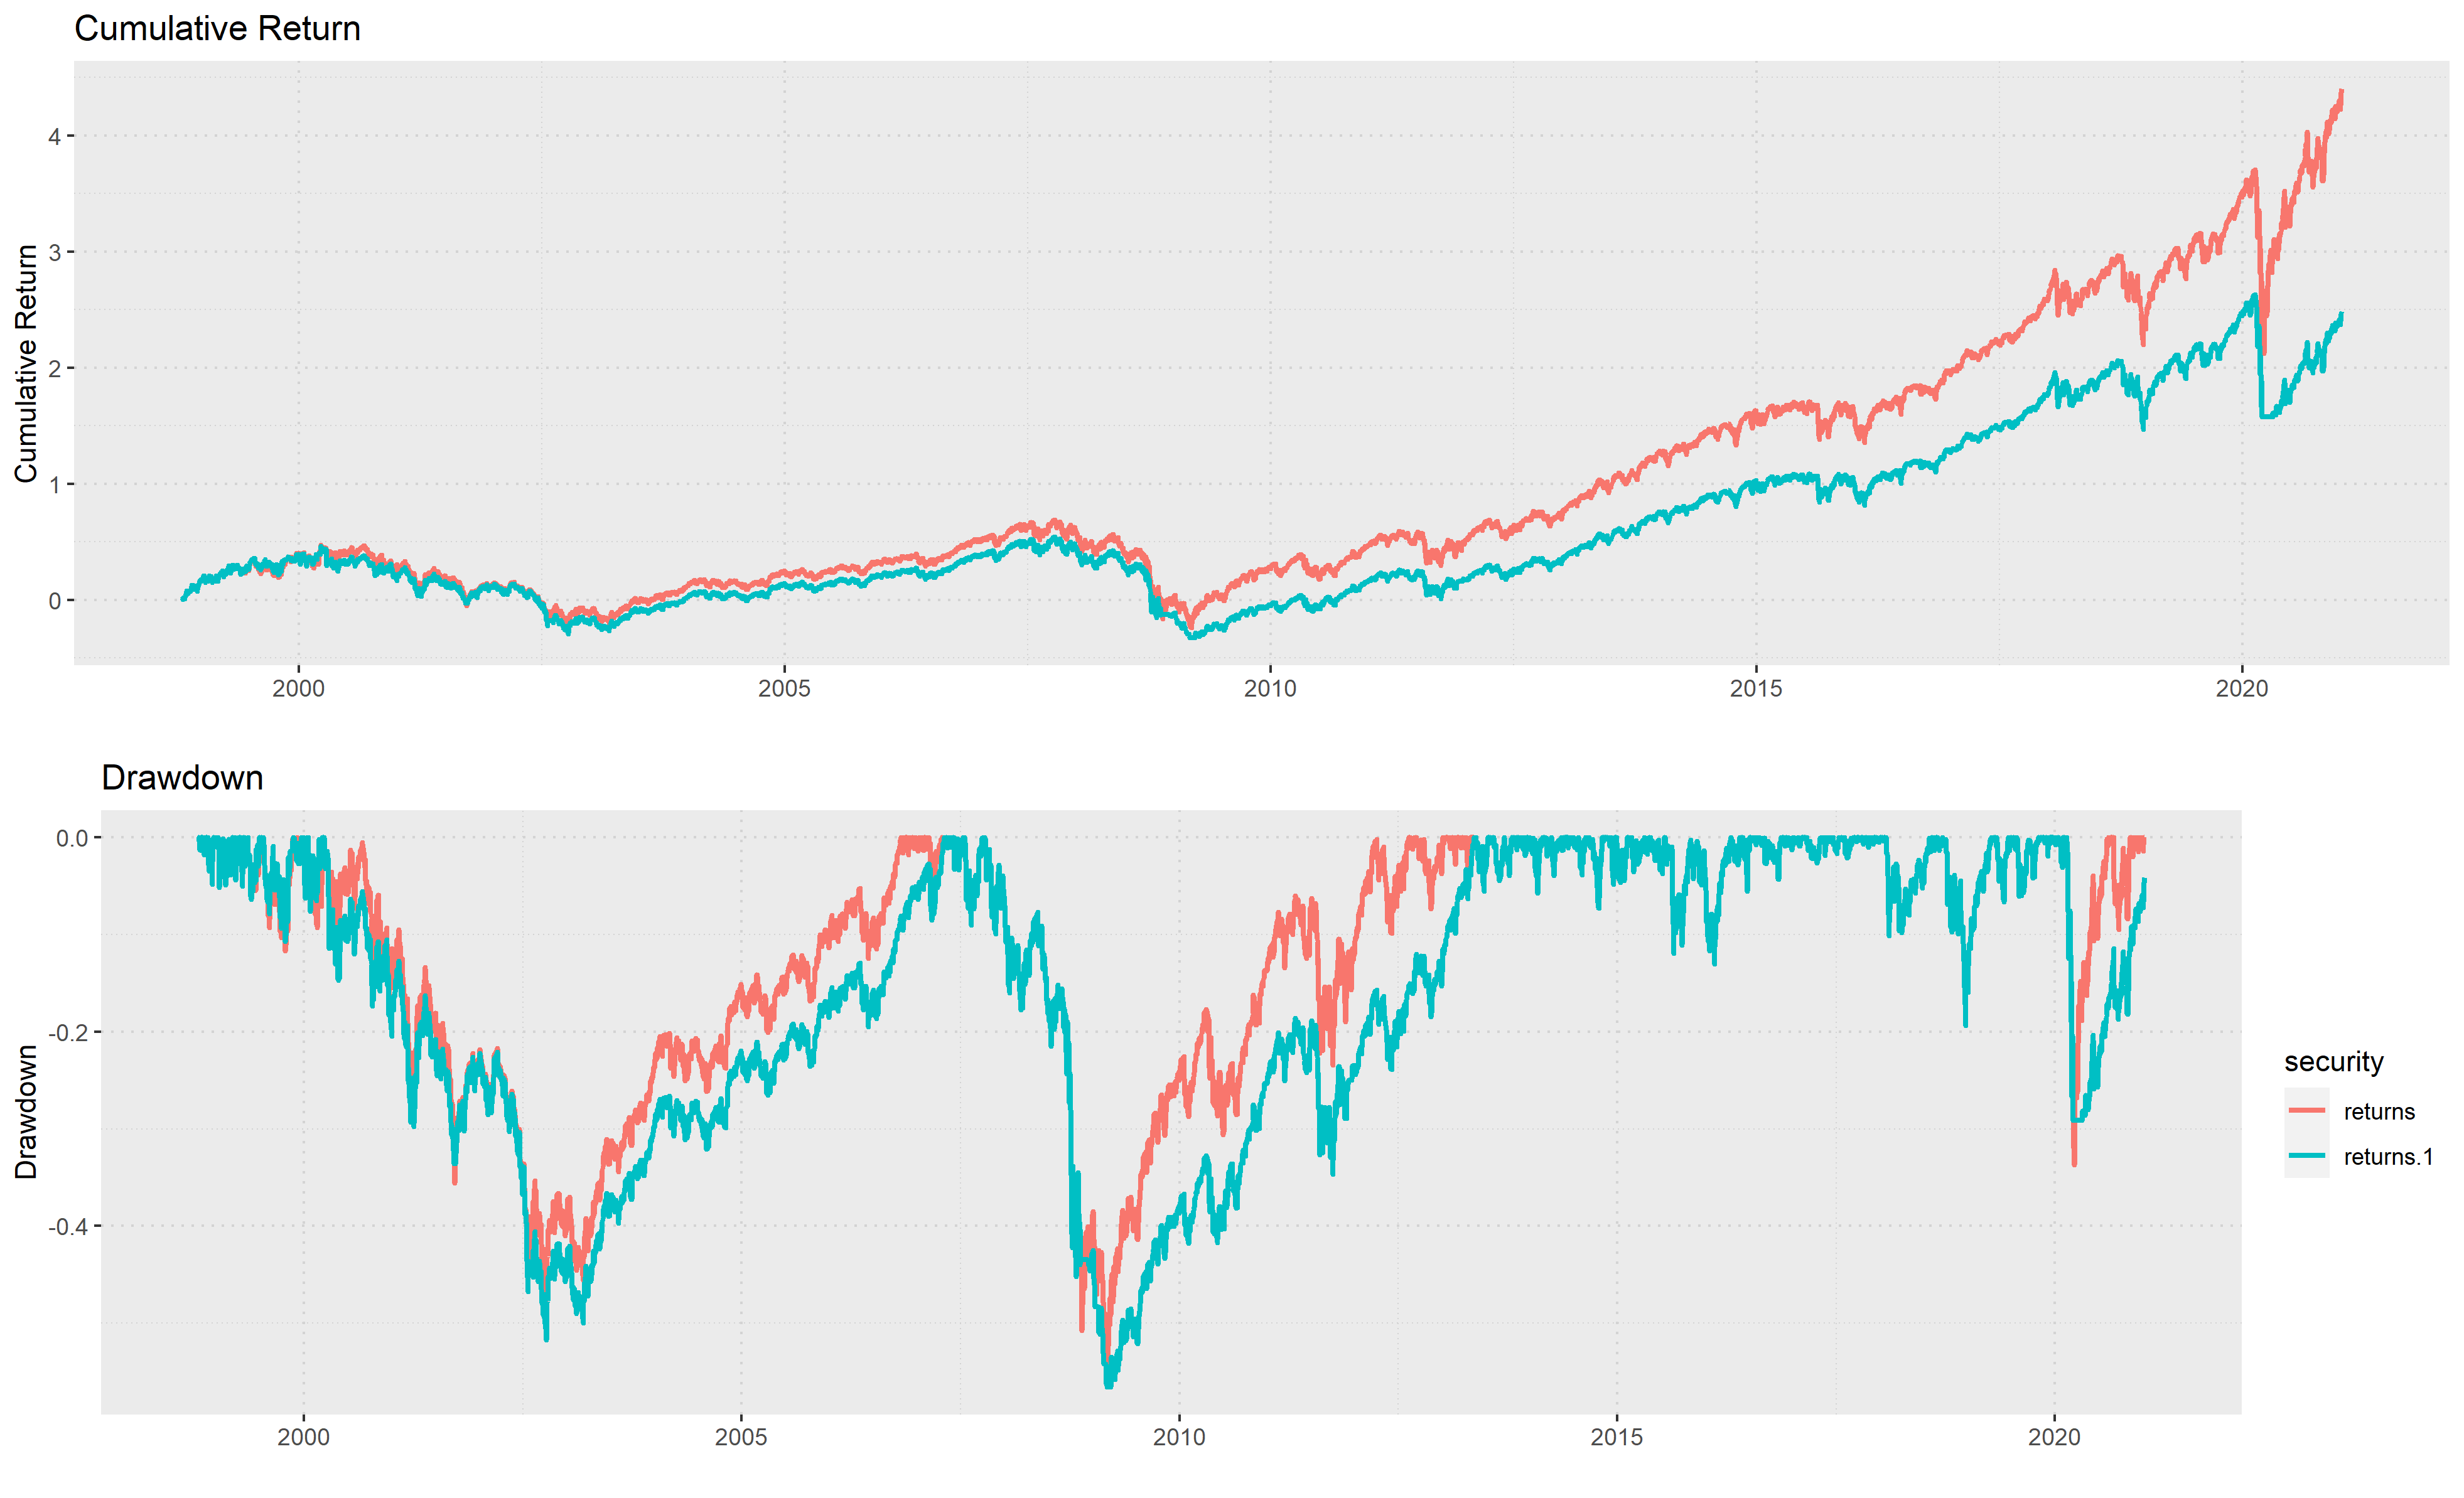 Cumulative Return
Cumulative Return
4
3
2
1
0
2000 2005 2010 2015 2020
Drawdown
Drawdown
0.0
-0.2
-0.4
2000 2005 2010 2015 2020
security
returns
returns.1